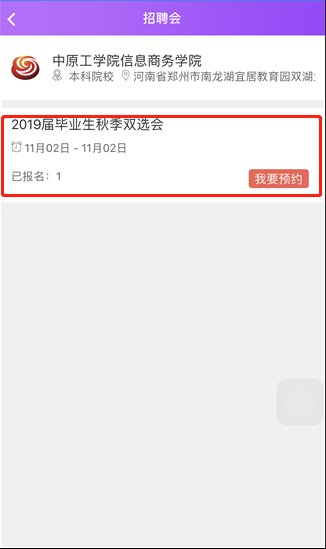 招聘会
中原工学院信息商务学院
本科院校 河南省郑州市南龙湖宜居教育园双湖
2019届毕业生秋季双选会
11月02日 - 11月02日
已报名：1
我要预约